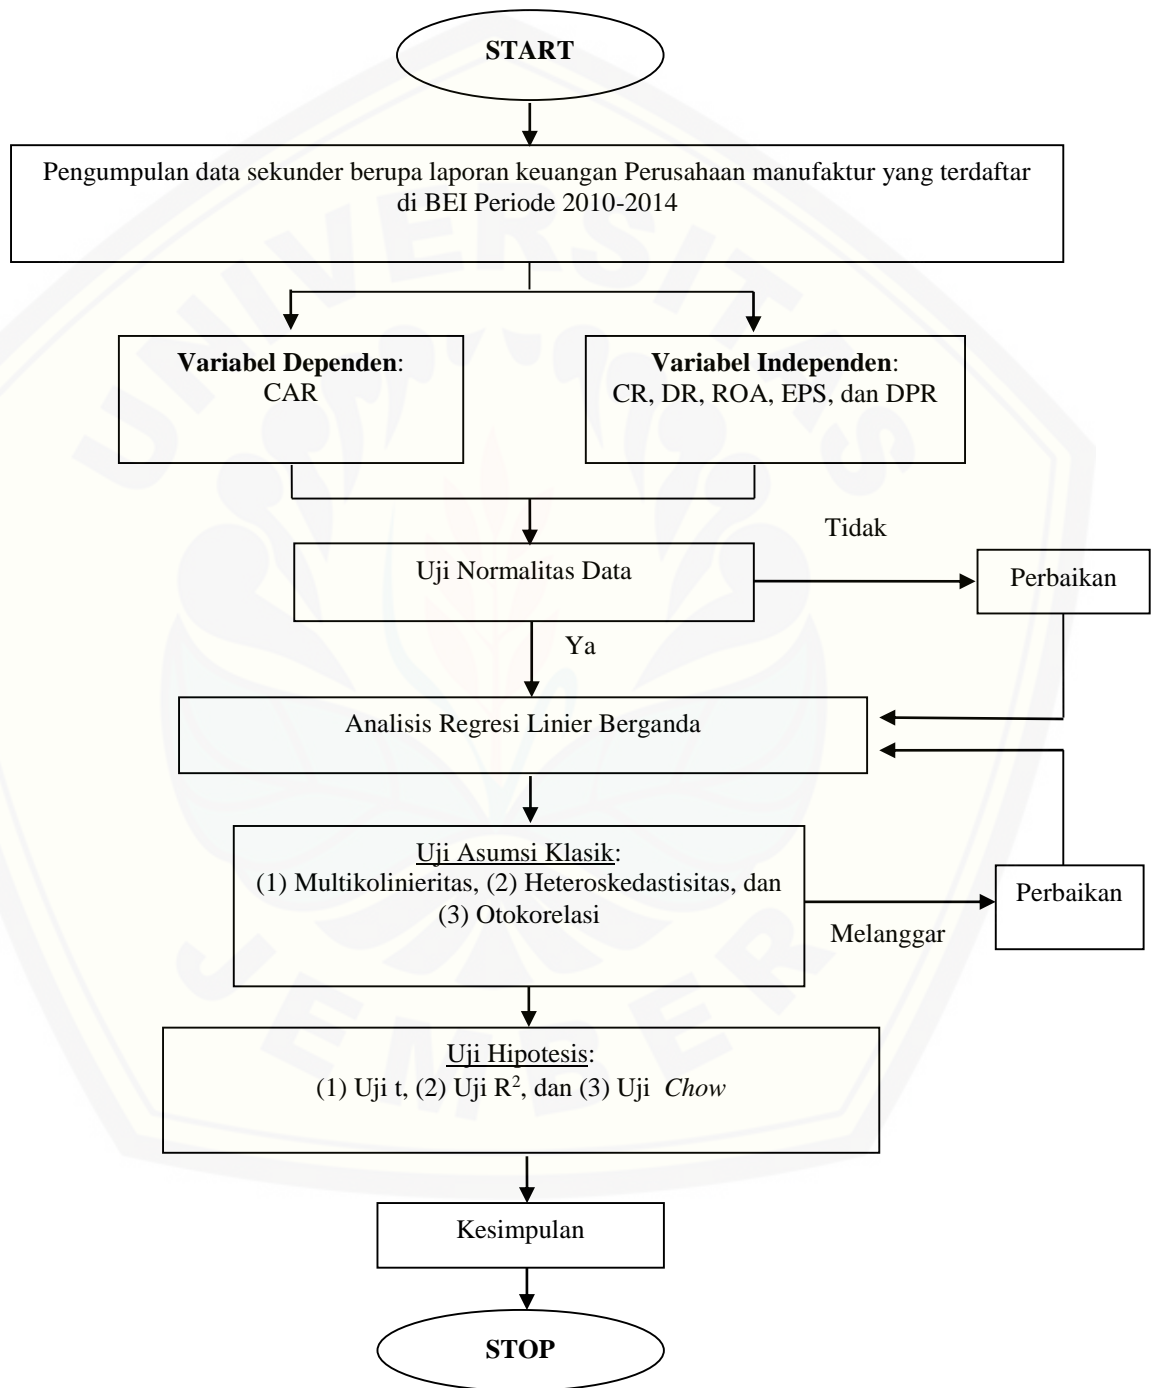 START
Pengumpulan data sekunder berupa laporan keuangan Perusahaan manufaktur yang terdaftar
di BEI Periode 2010-2014
Variabel Dependen:
CAR
Variabel Independen:
CR, DR, ROA, EPS, dan DPR
Tidak
Uji Normalitas Data
Perbaikan
Ya
Analisis Regresi Linier Berganda
Uji Asumsi Klasik:
(1) Multikolinieritas, (2) Heteroskedastisitas, dan
(3) Otokorelasi
Perbaikan
Melanggar
Uji Hipotesis:
(1) Uji t, (2) Uji R², dan (3) Uji Chow
Kesimpulan
STOP
UNIVERSITAS
JEMBER